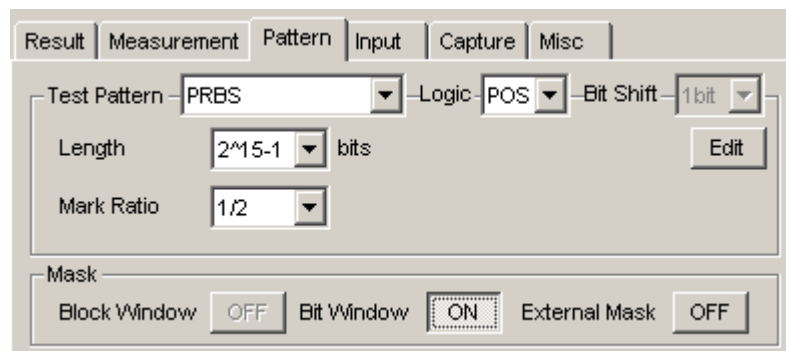 Result Measurement Pattern Input Capture Misc
Test Pattern PRBS Logic POS Bit Shift 1bit
Length 2^15-1 bits Edit
Mark Ratio 1/2
Mask
Block Window OFF Bit Window ON External Mask OFF